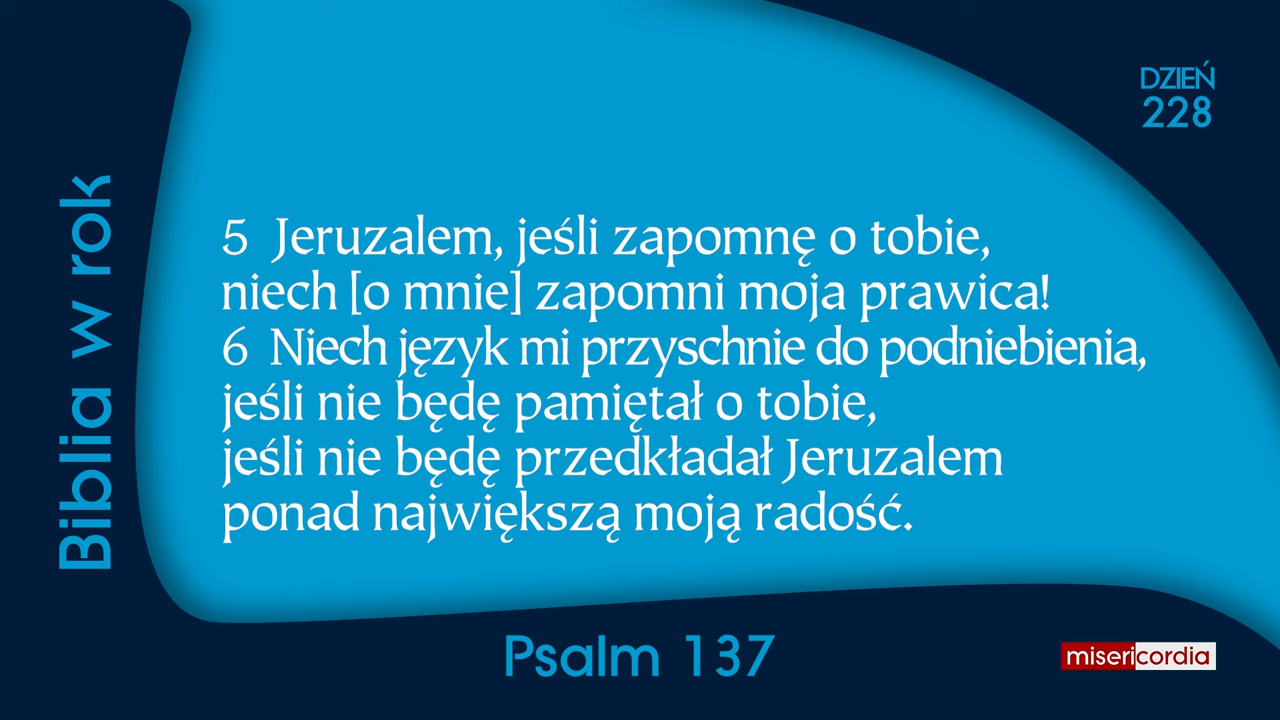 DZIEŃ
228
Biblia w rok
5 Jeruzalem, jeśli zapomnę o tobie,
niech [o mnie] zapomni moja prawica!
6 Niech język mi przyschnie do podniebienia,
jeśli nie będę pamiętał o tobie,
jeśli nie będę przedkładał Jeruzalem
ponad największą moją radość.
Psalm 137
misericordia